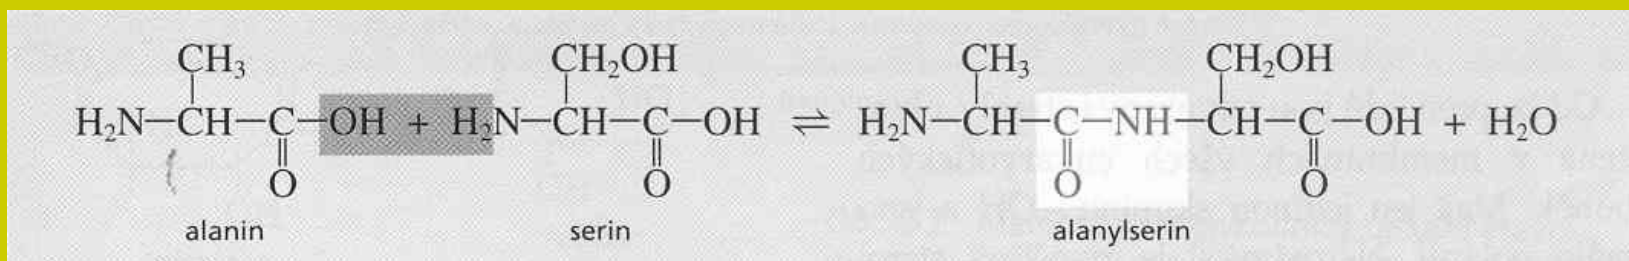 CH₃ CH₂OH CH₃ CH₂OH
H₂N—CH—C—OH + H₂N—CH—C—OH ⇌ H₂N—CH—C—NH—CH—C—OH + H₂O
O O O O
alanin serin alanylserin